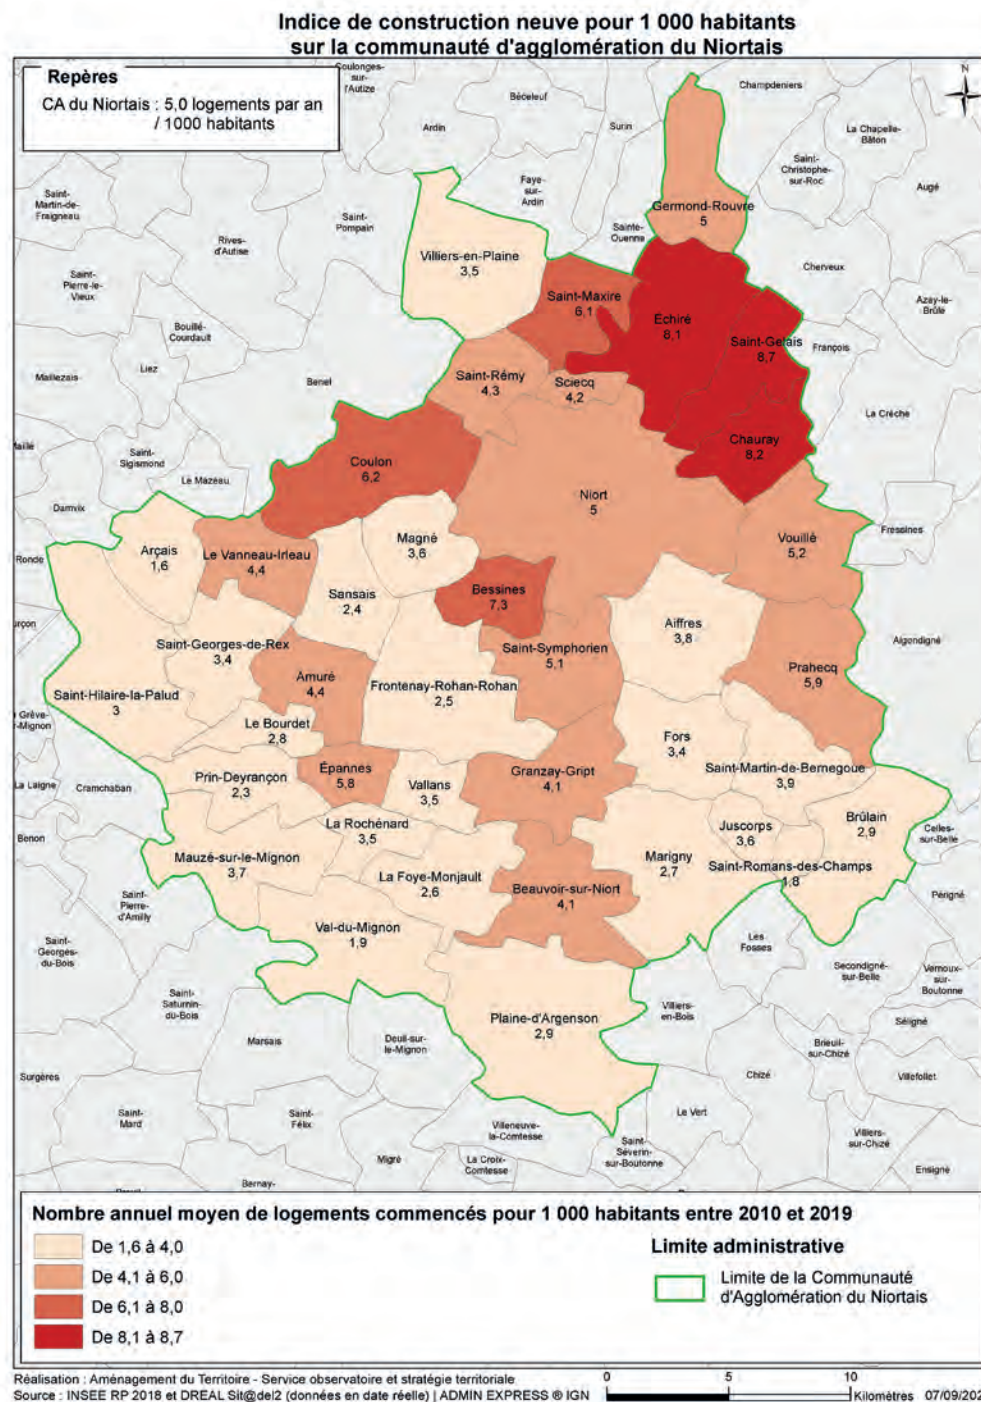 Indice de construction neuve pour 1 000 habitants
sur la communauté d'agglomération du Niortais
Repères
CA du Niortais : 5,0 logements par an
/ 1000 habitants
N
Coulonges-
sur-
l'Autize
Béceleuf
Champdeniers
Ardin
Surin
La Chapelle-
Bâton
Saint-
Christophe-
sur-Roc
Augé
Saint-
Martin-de-
Fraigneau
Faye-
sur-
Ardin
Saint-
Pompain
Sainte-
Ouenne
Germond-Rouvre
5
Rives-
d'Autise
Villiers-en-Plaine
3,5
Cherveux
Saint-
Pierre-le-
Vieux
Saint-Maxire
6,1
Azay-le-
Brûlé
Echiré
8,1
Bouillé-
Courdault
Saint-Gelais
8,7
François
Maillezais
Liez
Benet
Saint-Rémy
4,3
Sciecq
4,2
La Crèche
Chauray
8,2
Maillé
Saint-
Sigismond
Coulon
6,2
Le Mazeau
Niort
5
Damvix
Fressines
Magné
3,6
Vouillé
5,2
Arçais
1,6
Le Vanneau-Irleau
4,4
Ronde
Sansais
2,4
Bessines
7,3
Aiffres
3,8
Aigondigné
Saint-Georges-de-Rex
3,4
Saint-Symphorien
5,1
Prahecq
5,9
Amuré
4,4
Frontenay-Rohan-Rohan
2,5
Saint-Hilaire-la-Palud
3
Grève-
-Mignon
Le Bourdet
2,8
Fors
3,4
Saint-Martin-de-Bernegoue
3,9
La Laigne
Cramchaban
Prin-Deyrançon
2,3
Épannes
5,8
Vallans
3,5
Granzay-Gript
4,1
Brûlain
2,9
La Rochénard
3,5
Juscorps
3,6
Celles-
sur-Belle
Benon
Mauzé-sur-le-Mignon
3,7
Marigny
2,7
Saint-Romans-des-Champs
1,8
La Foye-Monjault
2,6
Beauvoir-sur-Niort
4,1
Périgné
Saint-
Pierre-
d'Amilly
Val-du-Mignon
1,9
Les
Fosses
Saint-
Georges-
du-Bois
Secondigné-
sur-Belle
Vernoux-
sur-
Boutonne
Saint-
Saturnin-
du-Bois
Villiers-
en-Bois
Plaine-d'Argenson
2,9
Séligné
Marsais
Deuil-sur-
le-Mignon
Brieuil-
sur-Chizé
Surgères
Chizé
Villefollet
Saint-
Mard
Saint-
Félix
Villeneuve-
la-Comtesse
Le Vert
Villiers-
sur-Chizé
Saint-
Séverin-
sur-Boutonne
Migré
La Croix-
Comtesse
Ensigné
Bernay-
Nombre annuel moyen de logements commencés pour 1 000 habitants entre 2010 et 2019
De 1,6 à 4,0
De 4,1 à 6,0
De 6,1 à 8,0
De 8,1 à 8,7
Limite administrative
Limite de la Communauté
d'Agglomération du Niortais
Réalisation : Aménagement du Territoire - Service observatoire et stratégie territoriale
Source : INSEE RP 2018 et DREAL Sit@del2 (données en date réelle) | ADMIN EXPRESS ® IGN
0 5 10
Kilomètres 07/09/202